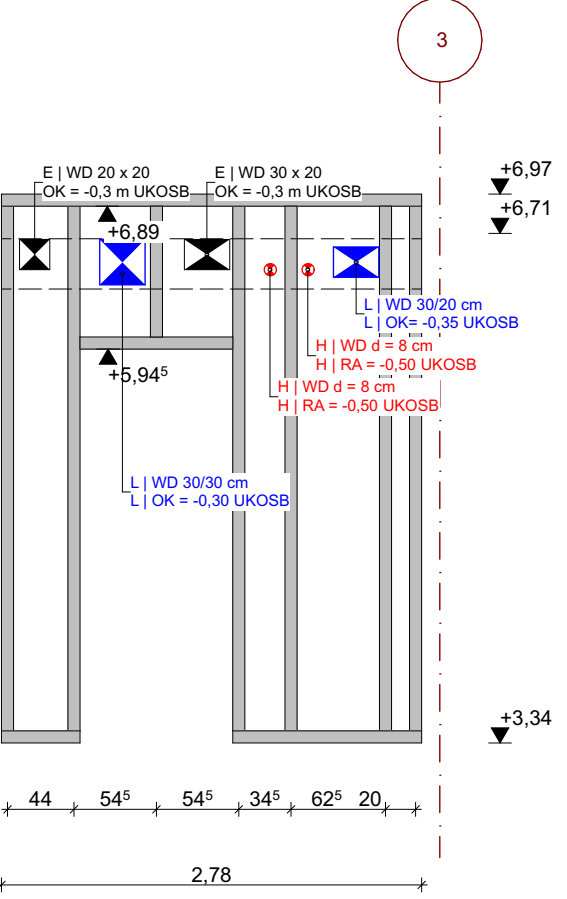 3
+6,97
E | WD 20 x 20
OK = -0,3 m UKOSB
E | WD 30 x 20
OK = -0,3 m UKOSB
+6,71
+6,89
L | WD 30/20 cm
L | OK= -0,35 UKOSB
H | WD d = 8 cm
H | RA = -0,50 UKOSB
+5,94⁵
H | WD d = 8 cm
H | RA = -0,50 UKOSB
L | WD 30/30 cm
L | OK = -0,30 UKOSB
+3,34
44 54⁵ 54⁵ 34⁵ 62⁵ 20
2,78